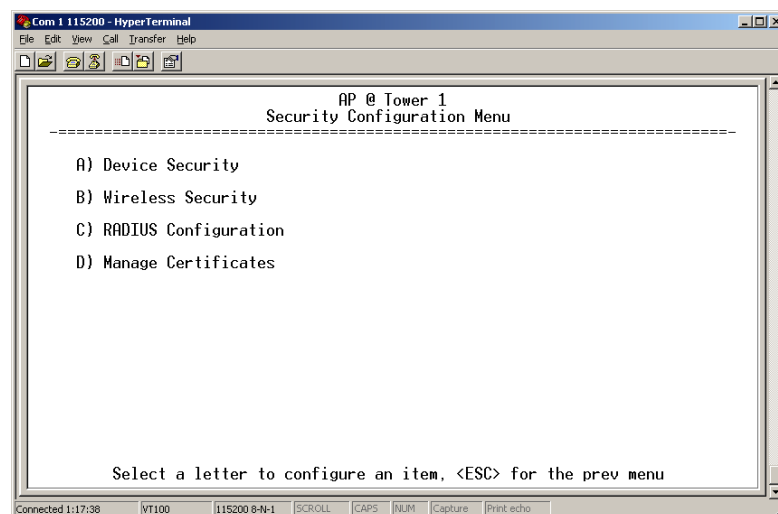 Com 1 115200 - HyperTerminal
File Edit View Call Transfer Help
AP @ Tower 1
Security Configuration Menu
-==========================================================================-
A) Device Security
B) Wireless Security
C) RADIUS Configuration
D) Manage Certificates
Select a letter to configure an item, <ESC> for the prev menu
Connected 1:17:38 VT100 115200 8-N-1 SCROLL CAPS NUM Capture Print echo